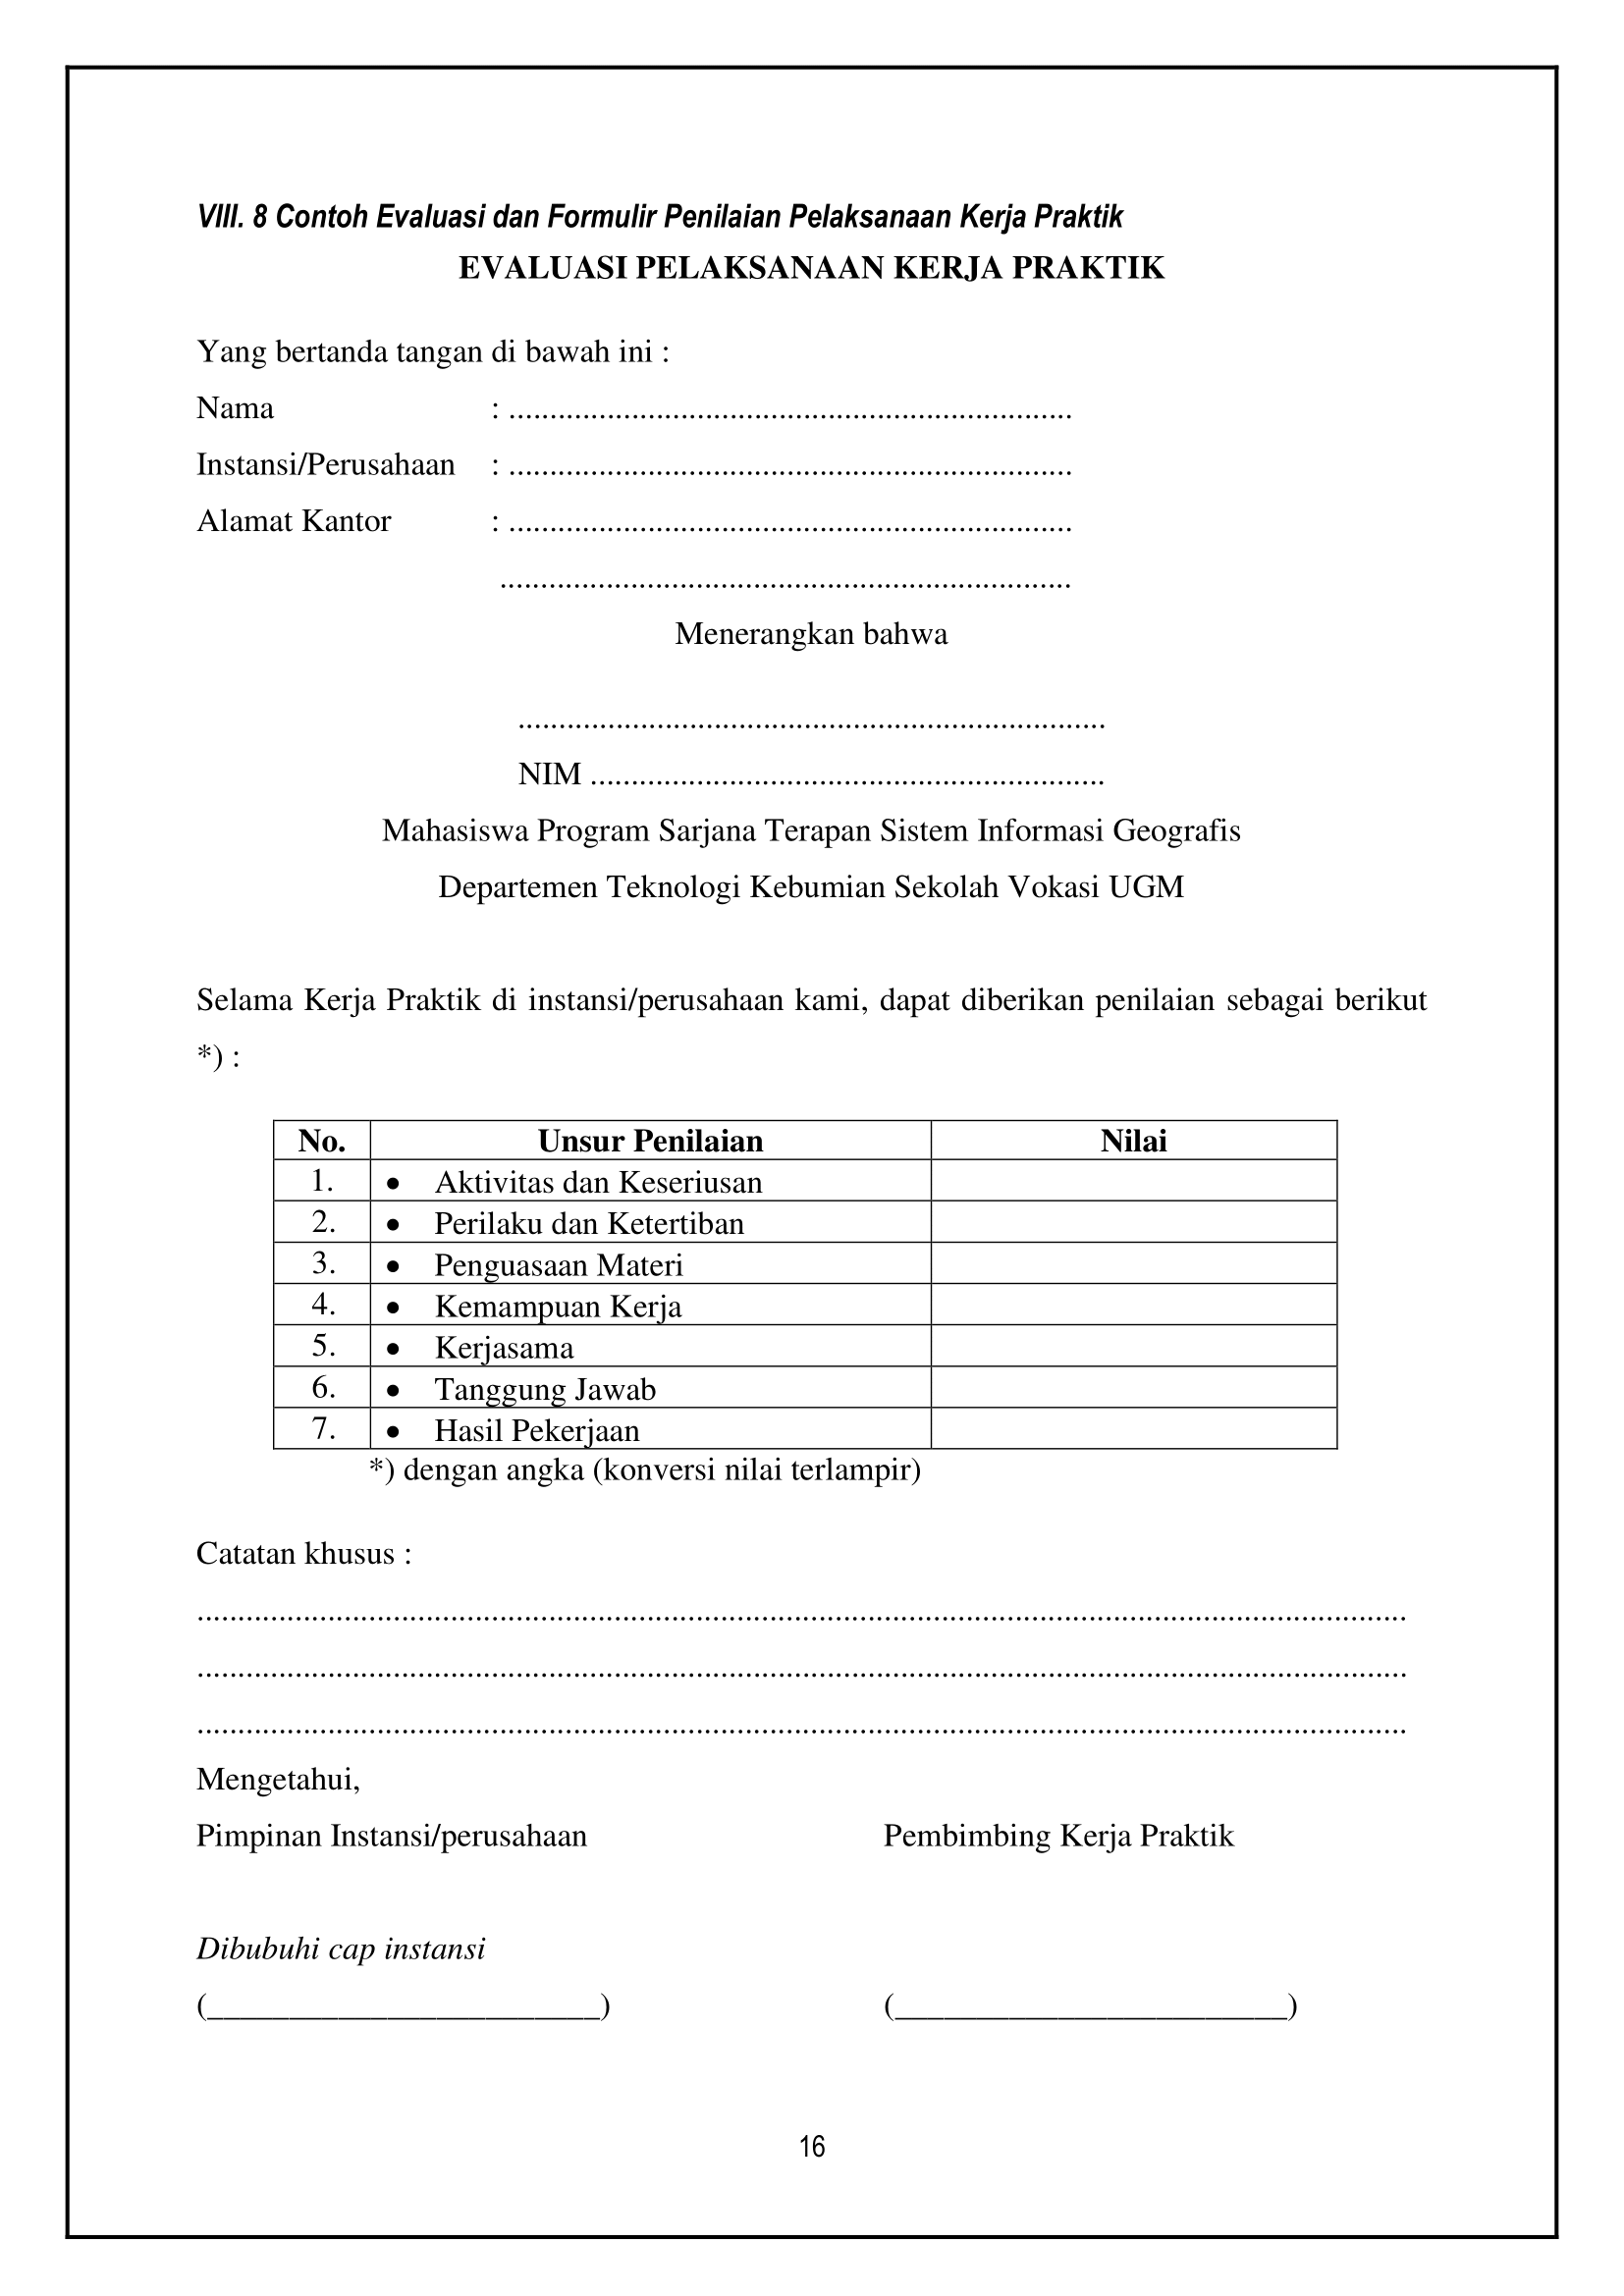 VIII. 8 Contoh Evaluasi dan Formulir Penilaian Pelaksanaan Kerja Praktik
EVALUASI PELAKSANAAN KERJA PRAKTIK
Yang bertanda tangan di bawah ini :
Nama : .....................................................................
Instansi/Perusahaan : .....................................................................
Alamat Kantor : .....................................................................
......................................................................
Menerangkan bahwa
........................................................................
NIM ...............................................................
Mahasiswa Program Sarjana Terapan Sistem Informasi Geografis
Departemen Teknologi Kebumian Sekolah Vokasi UGM
Selama Kerja Praktik di instansi/perusahaan kami, dapat diberikan penilaian sebagai berikut
*) :
No. Unsur Penilaian Nilai
1. • Aktivitas dan Keseriusan
2. • Perilaku dan Ketertiban
3. • Penguasaan Materi
4. • Kemampuan Kerja
5. • Kerjasama
6. • Tanggung Jawab
7. • Hasil Pekerjaan
*) dengan angka (konversi nilai terlampir)
Catatan khusus :
....................................................................................................................................................
....................................................................................................................................................
....................................................................................................................................................
Mengetahui,
Pimpinan Instansi/perusahaan Pembimbing Kerja Praktik
Dibubuhi cap instansi
(________________________) (________________________)
16